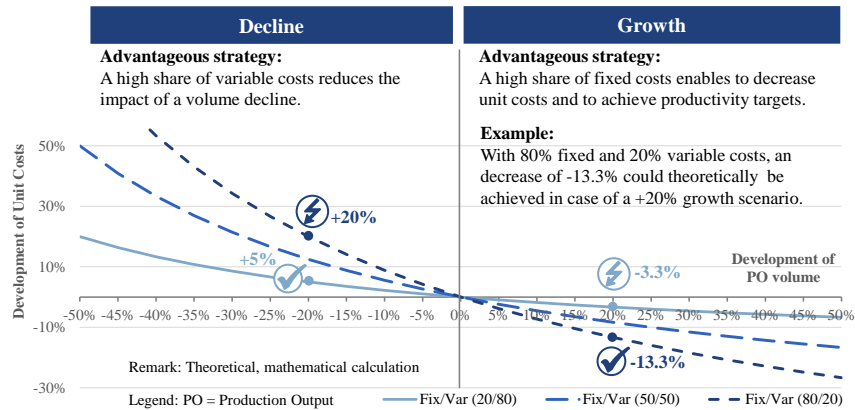 Decline
Growth
Advantageous strategy:
A high share of variable costs reduces the
impact of a volume decline.
Advantageous strategy:
A high share of fixed costs enables to decrease
unit costs and to achieve productivity targets.
Example:
With 80% fixed and 20% variable costs, an
decrease of -13.3% could theoretically be
achieved in case of a +20% growth scenario.
Development of Unit Costs
50%
30%
10%
-10%
-30%
+20%
+5%
-3.3%
-13.3%
Development of
PO volume
-50% -45% -40% -35% -30% -25% -20% -15% -10% -5% 0% 5% 10% 15% 20% 25% 30% 35% 40% 45% 50%
Remark: Theoretical, mathematical calculation
Legend: PO = Production Output
Fix/Var (20/80)
Fix/Var (50/50)
Fix/Var (80/20)